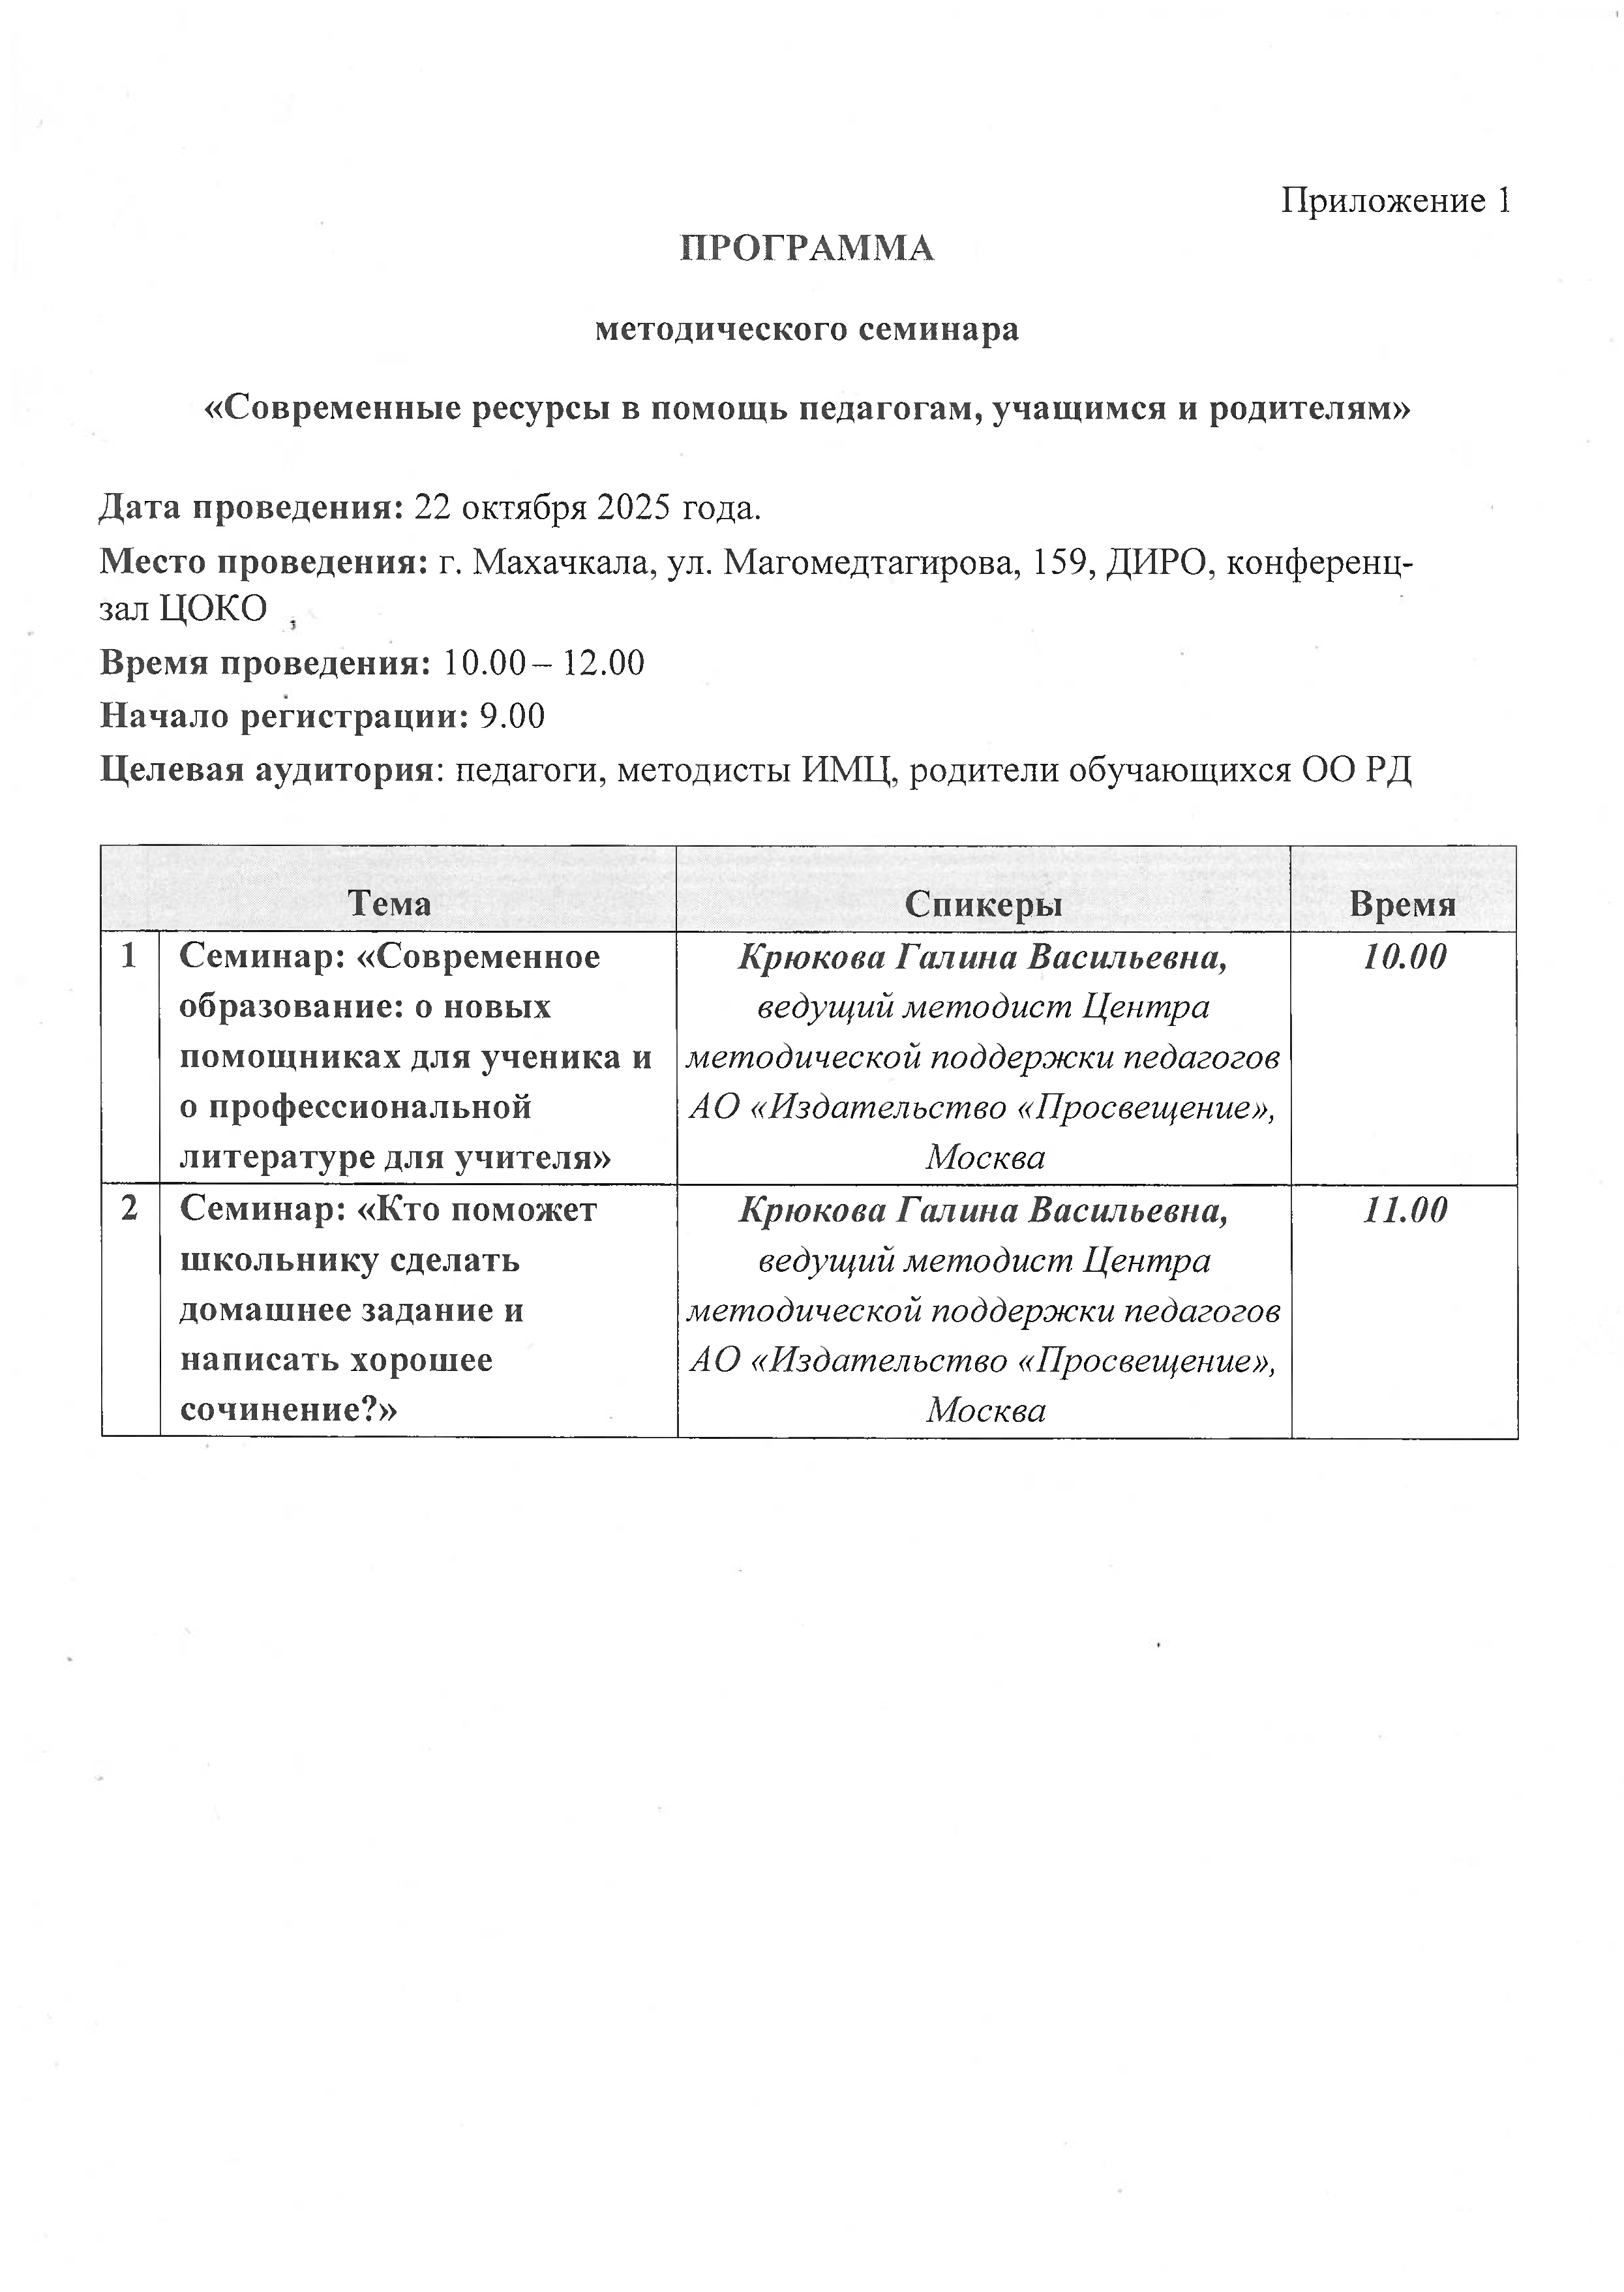 Приложение 1
ПРОГРАММА
методического семинара
«Современные ресурсы в помощь педагогам, учащимся и родителям»
Дата проведения: 22 октября 2025 года.
Место проведения: г. Махачкала, ул. Магомедтагирова, 159, ДИРО, конференц-
зал ЦОКО
Время проведения: 10.00 – 12.00
Начало регистрации: 9.00
Целевая аудитория: педагоги, методисты ИМЦ, родители обучающихся ОО РД
Тема Спикеры Время
1 Семинар: «Современное Крюкова Галина Васильевна, 10.00
образование: о новых ведущий методист Центра
помощниках для ученика и методической поддержки педагогов
о профессиональной АО «Издательство «Просвещение»,
литературе для учителя» Москва
2 Семинар: «Кто поможет Крюкова Галина Васильевна, 11.00
школьнику сделать ведущий методист Центра
домашнее задание и методической поддержки педагогов
написать хорошее АО «Издательство «Просвещение»,
сочинение?» Москва